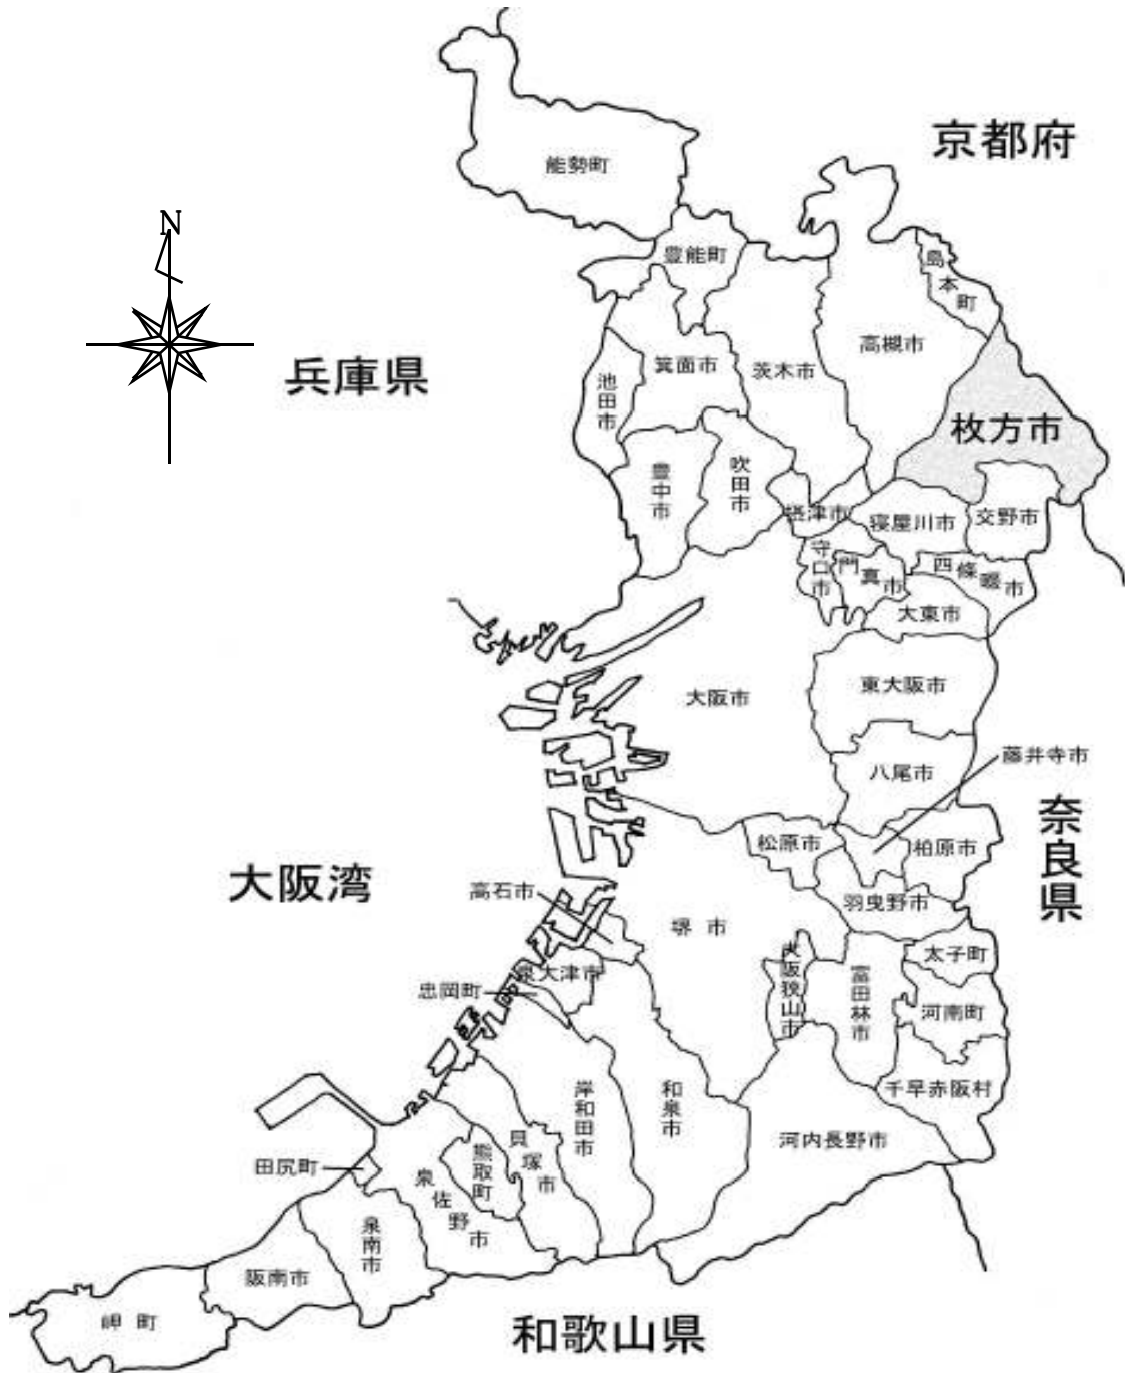 京都府
能勢町
N
豊能町
島本町
高槻市
箕面市
茨木市
兵庫県
池田市
枚方市
豊中市
吹田市
摂津市
寝屋川市
交野市
守口市
門真市
四條畷市
大東市
大阪市
東大阪市
藤井寺市
八尾市
奈良県
松原市
柏原市
大阪湾
高石市
羽曳野市
堺市
太子町
大阪狭山市
富田林市
泉大津市
忠岡町
河南町
千早赤阪村
岸和田市
和泉市
河内長野市
貝塚市
熊取町
田尻町
泉佐野市
泉南市
阪南市
岬町
和歌山県